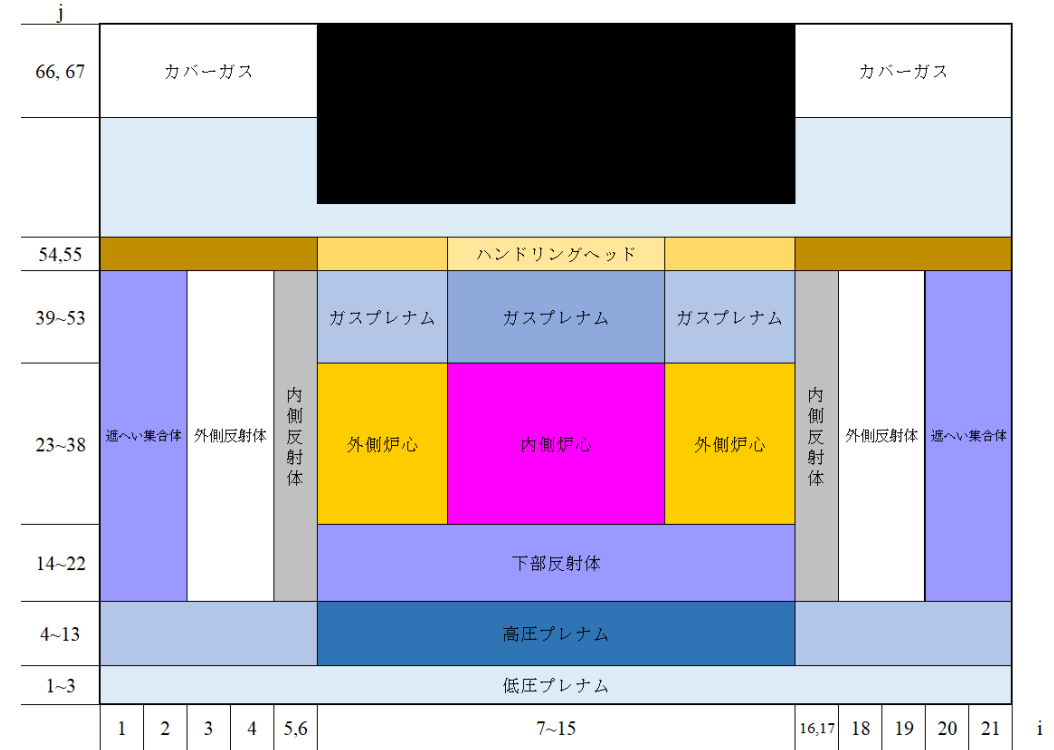 j
66, 67
カバーガス
カバーガス
54,55
ハンドリングヘッド
39~53
ガスプレナム
ガスプレナム
ガスプレナム
23~38
遮へい集合体
外側反射体
内側反射体
外側炉心
内側炉心
外側炉心
内側反射体
外側反射体
遮へい集合体
14~22
下部反射体
4~13
高圧プレナム
1~3
低圧プレナム
1 2 3 4 5,6 7~15 16,17 18 19 20 21 i